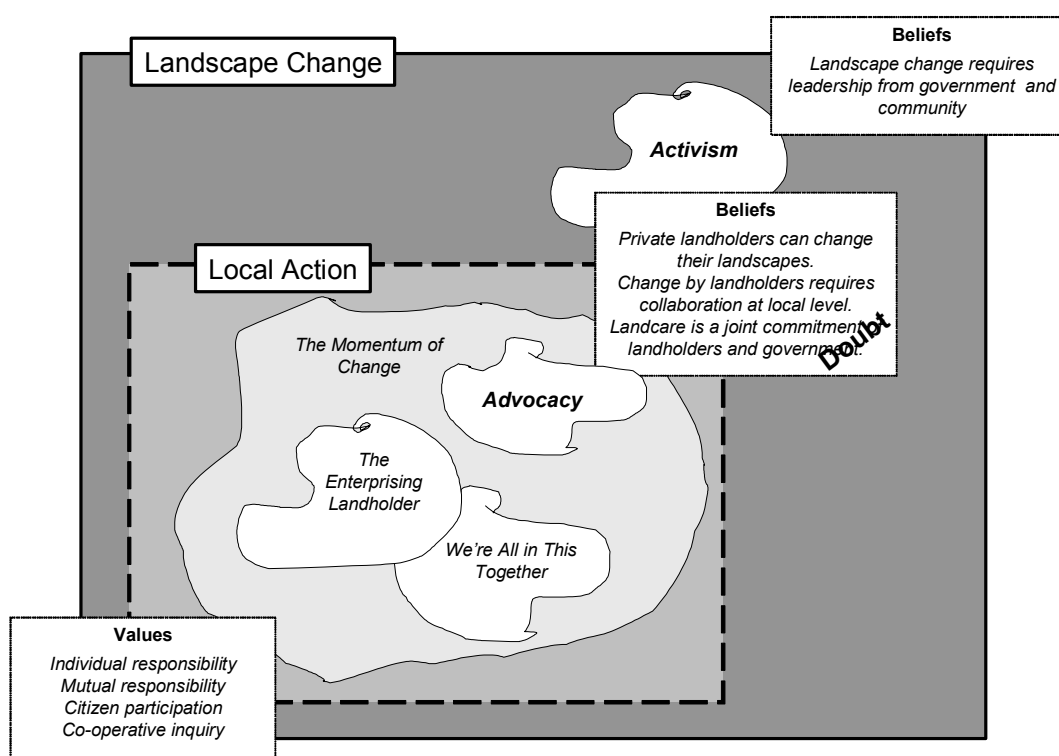 Beliefs
Landscape change requires
leadership from government and
community
Landscape Change
Activism
Beliefs
Private landholders can change
their landscapes.
Change by landholders requires
collaboration at local level.
Landcare is a joint commitment
landholders and government.
Doubt
Local Action
The Momentum of
Change
Advocacy
The
Enterprising
Landholder
We're All in This
Together
Values
Individual responsibility
Mutual responsibility
Citizen participation
Co-operative inquiry